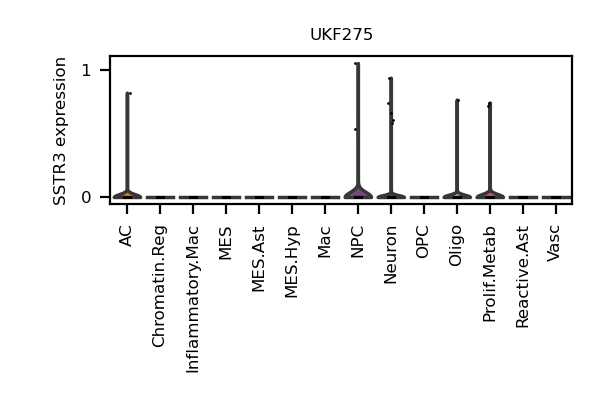 UKF275
SSTR3 expression
1
0
AC
Chromatin.Reg
Inflammatory.Mac
MES
MES.Ast
MES.Hyp
Mac
NPC
Neuron
OPC
Oligo
Prolif.Metab
Reactive.Ast
Vasc